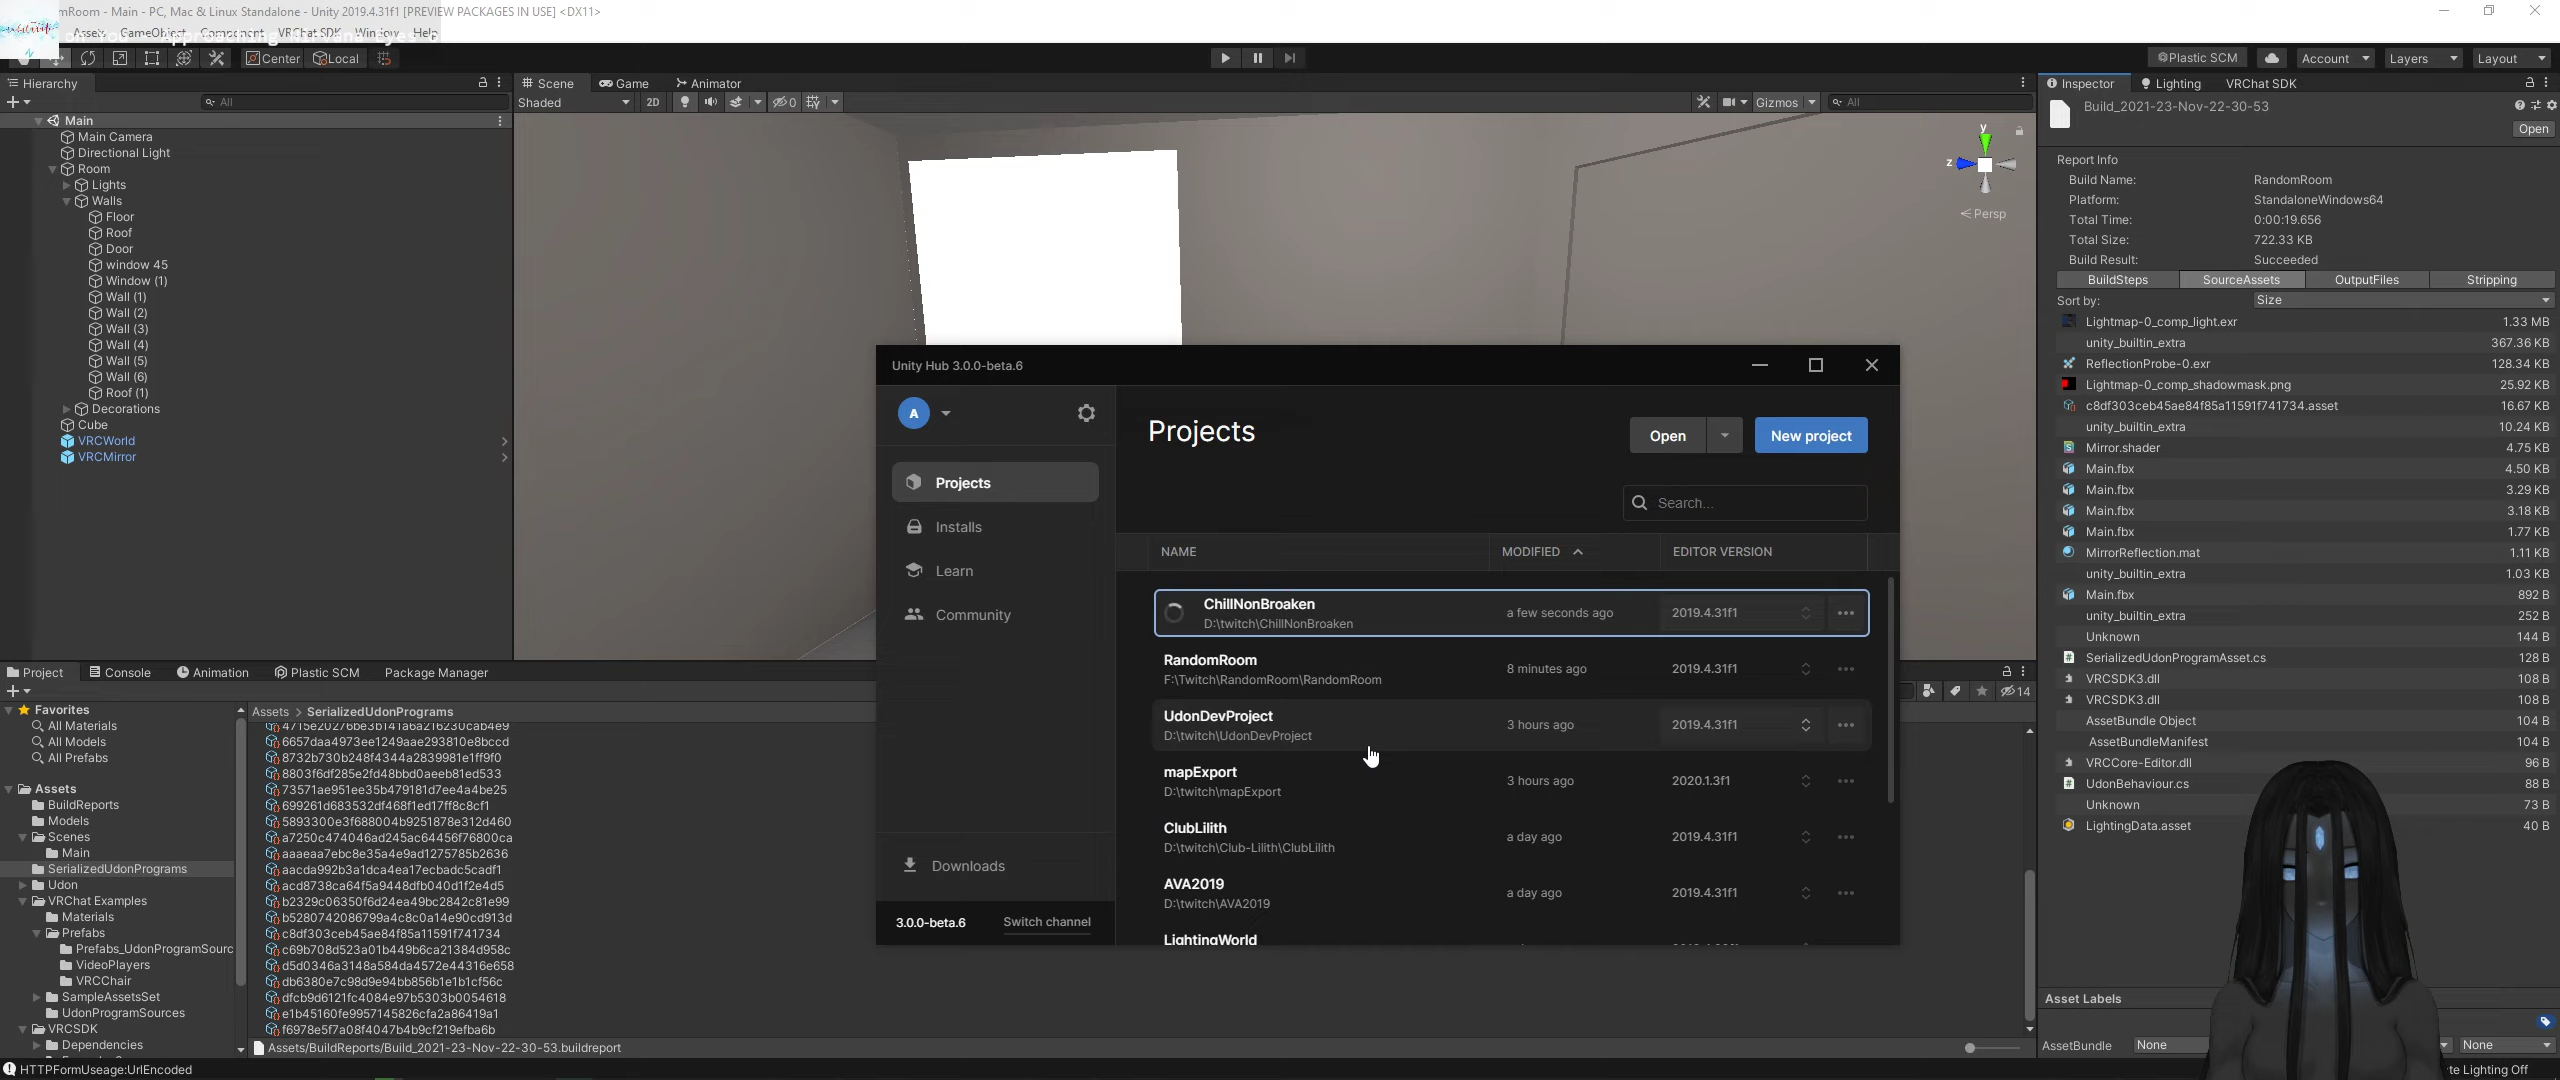 mRoom - Main - PC, Mac & Linux Standalone - Unity 2019.4.31f1 [PREVIEW PACKAGES IN USE] <DX11>
Assets GameObject Component VRChat SDK Window Help
Center Local
Plastic SCM Account Layers Layout
Hierarchy
All
Main
Main Camera
Directional Light
Room
Lights
Walls
Floor
Roof
Door
window 45
Window (1)
Wall (1)
Wall (2)
Wall (3)
Wall (4)
Wall (5)
Wall (6)
Roof (1)
Decorations
Cube
VRCWorld
VRCMirror
Scene Game Animator
Shaded 2D 0 Gizmos All
y
z
Persp
Inspector Lighting VRChat SDK
Build_2021-23-Nov-22-30-53
Open
Report Info
Build Name: RandomRoom
Platform: StandaloneWindows64
Total Time: 0:00:19.656
Total Size: 722.33 KB
Build Result: Succeeded
BuildSteps SourceAssets OutputFiles Stripping
Sort by: Size
Lightmap-0_comp_light.exr 1.33 MB
unity_builtin_extra 367.36 KB
ReflectionProbe-0.exr 128.34 KB
Lightmap-0_comp_shadowmask.png 25.92 KB
c8df303ceb45ae84f85a11591f741734.asset 16.67 KB
unity_builtin_extra 10.24 KB
Mirror.shader 4.75 KB
Main.fbx 4.50 KB
Main.fbx 3.29 KB
Main.fbx 3.18 KB
Main.fbx 1.77 KB
MirrorReflection.mat 1.11 KB
unity_builtin_extra 1.03 KB
Main.fbx 892 B
unity_builtin_extra 252 B
Unknown 144 B
SerializedUdonProgramAsset.cs 128 B
VRCSDK3.dll 108 B
VRCSDK3.dll 108 B
AssetBundle Object 104 B
AssetBundleManifest 104 B
VRCCore-Editor.dll 96 B
UdonBehaviour.cs 88 B
Unknown 73 B
LightingData.asset 40 B
Asset Labels
AssetBundle None None
te Lighting Off
Unity Hub 3.0.0-beta.6
A
Projects
Installs
Learn
Community
Downloads
3.0.0-beta.6 Switch channel
Projects
Open New project
Search...
NAME MODIFIED EDITOR VERSION
ChillNonBroaken a few seconds ago 2019.4.31f1
D:\twitch\ChillNonBroaken
RandomRoom 8 minutes ago 2019.4.31f1
F:\Twitch\RandomRoom\RandomRoom
UdonDevProject 3 hours ago 2019.4.31f1
D:\twitch\UdonDevProject
mapExport 3 hours ago 2020.1.3f1
D:\twitch\mapExport
ClubLilith a day ago 2019.4.31f1
D:\twitch\Club-Lilith\ClubLilith
AVA2019 a day ago 2019.4.31f1
D:\twitch\AVA2019
LightingWorld
Project Console Animation Plastic SCM Package Manager
14
Favorites
All Materials
All Models
All Prefabs
Assets
BuildReports
Models
Scenes
Main
SerializedUdonPrograms
Udon
VRChat Examples
Materials
Prefabs
Prefabs_UdonProgramSourc
VideoPlayers
VRCChair
SampleAssetsSet
UdonProgramSources
VRCSDK
Dependencies
Assets > SerializedUdonPrograms
4715e20276be3b141a6a216230cab4e9
6657daa4973ee1249aae293810e8bccd
8732b730b248f4344a2839981e1ff9f0
8803f6df285e2fd48bbd0aeeb81ed533
73571ae951ee35b479181d7ee4a4be25
699261d683532df468f1ed17ff8c8cf1
5893300e3f688004b9251878e312d460
a7250c474046ad245ac64456f76800ca
aaaeaa7ebc8e35a4e9ad1275785b2636
aacda992b3a1dca4ea17ecbadc5cadf1
acd8738ca64f5a9448dfb040d1f2e4d5
b2329c06350f6d24ea49bc2842c81e99
b5280742086799a4c8c0a14e90cd913d
c8df303ceb45ae84f85a11591f741734
c69b708d523a01b449b6ca21384d958c
d5d0346a3148a584da4572e44316e658
db6380e7c98d9e94bb856b1e1b1cf56c
dfcb9d6121fc4084e97b5303b0054618
e1b45160fe9957145826cfa2a86419a1
f6978e5f7a08f4047b4b9cf219efba6b
Assets/BuildReports/Build_2021-23-Nov-22-30-53.buildreport
HTTPFormUseage:UrlEncoded